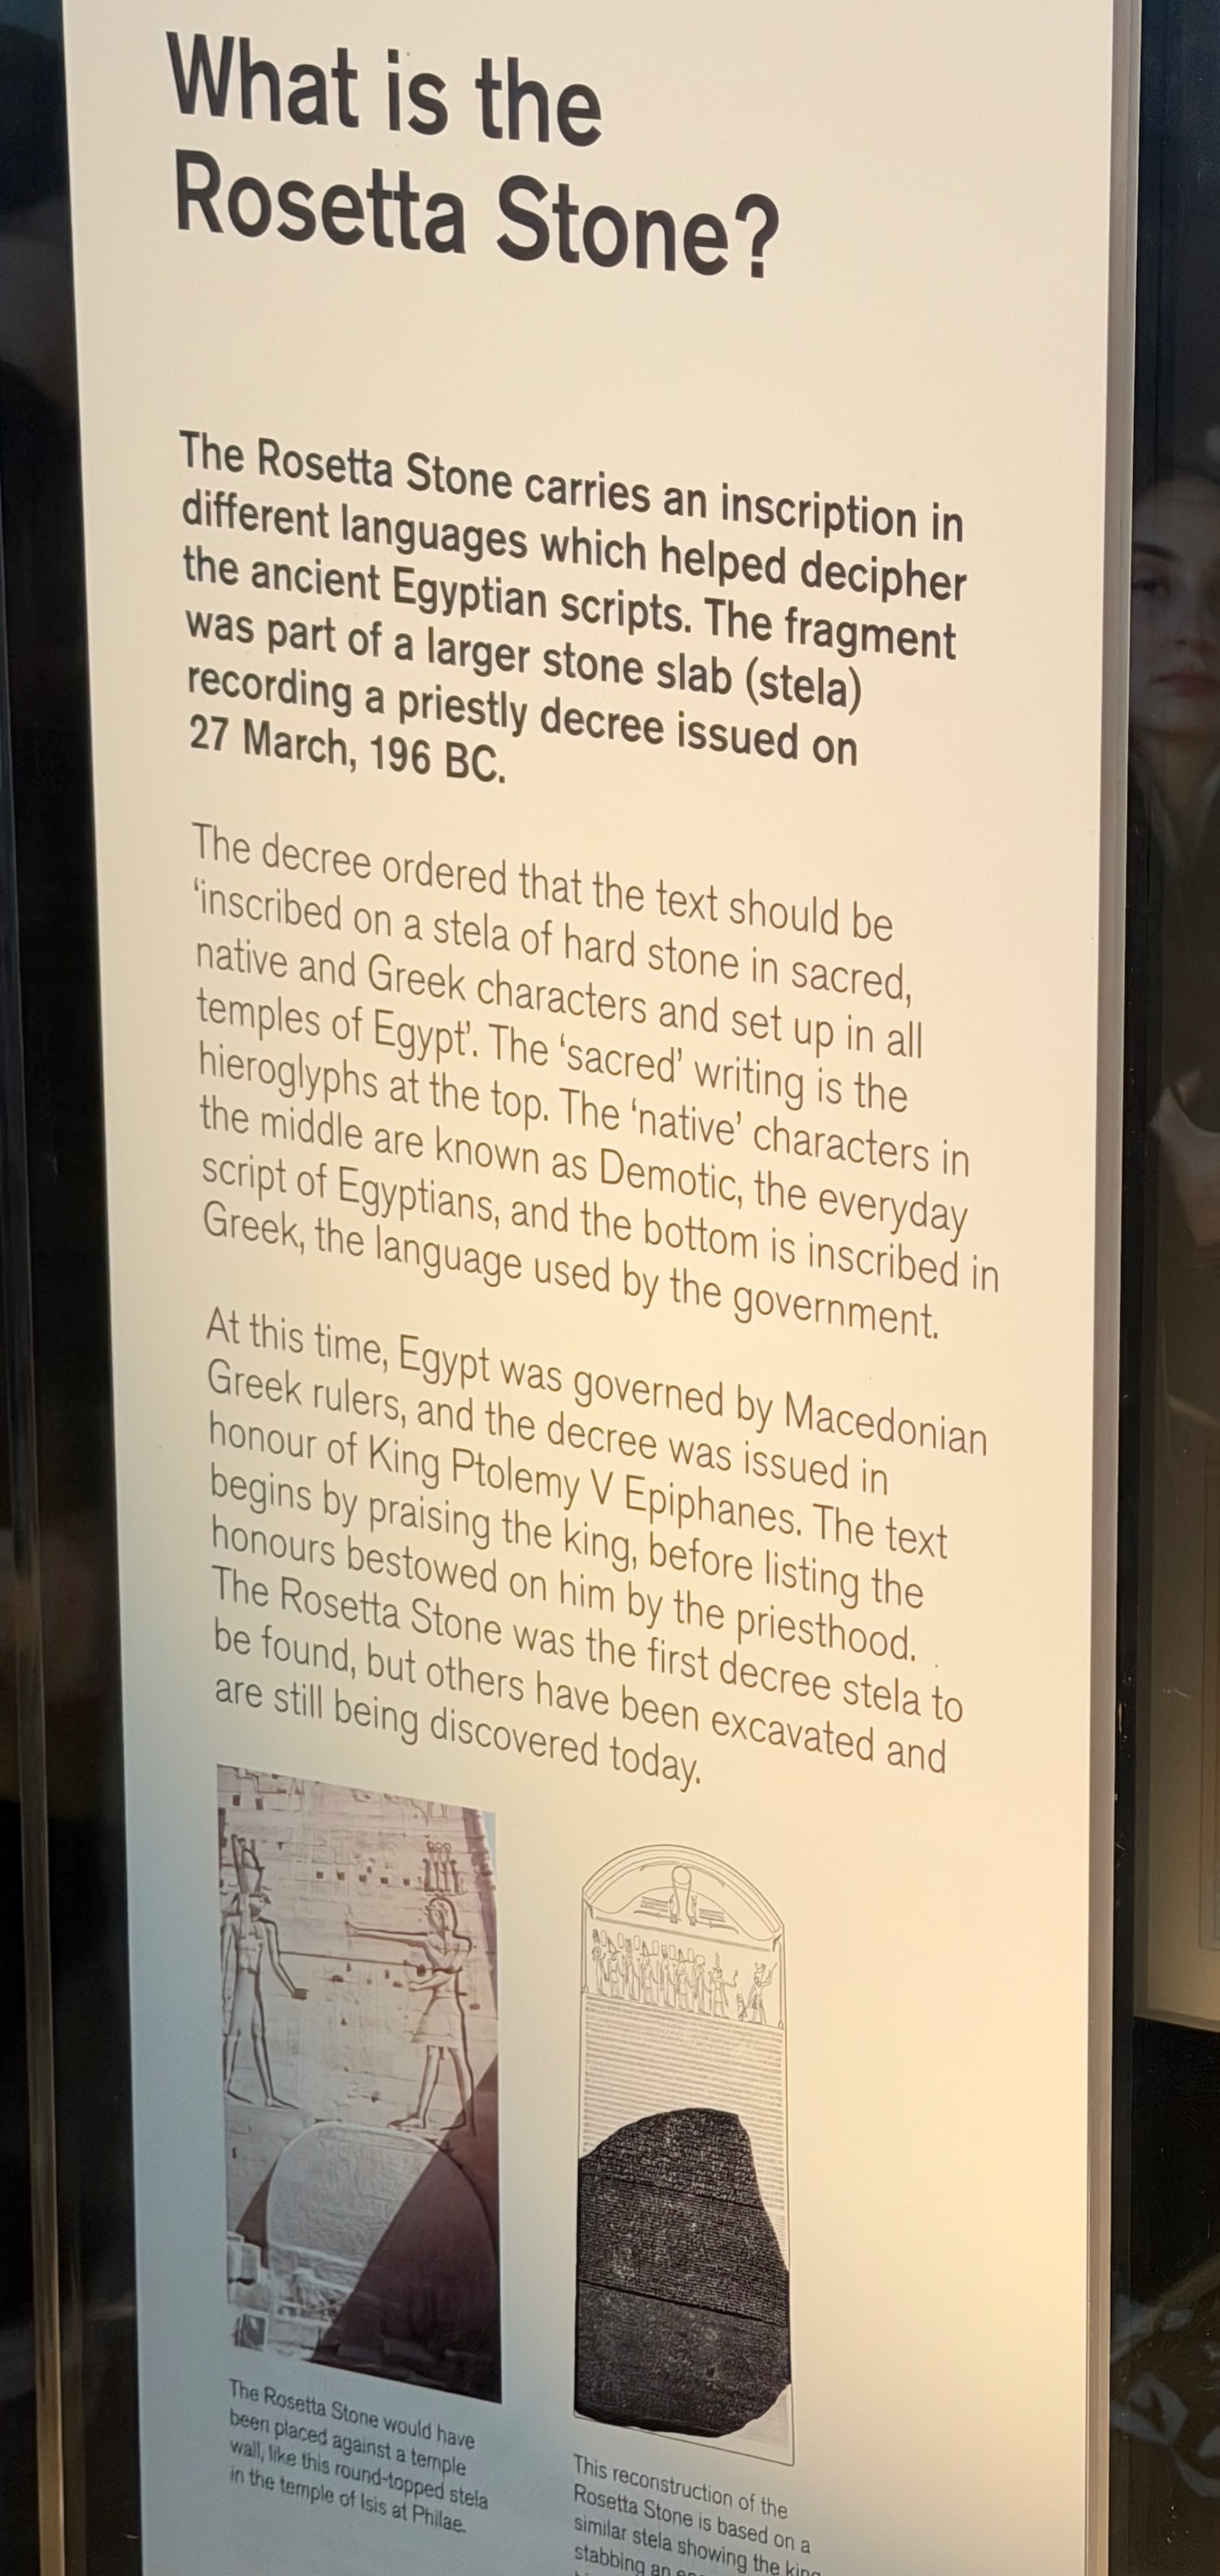 What is the
Rosetta Stone?
The Rosetta Stone carries an inscription in
different languages which helped decipher
the ancient Egyptian scripts. The fragment
was part of a larger stone slab (stela)
recording a priestly decree issued on
27 March, 196 BC.
The decree ordered that the text should be
‘inscribed on a stela of hard stone in sacred,
native and Greek characters and set up in all
temples of Egypt’. The ‘sacred’ writing is the
hieroglyphs at the top. The ‘native’ characters in
the middle are known as Demotic, the everyday
script of Egyptians, and the bottom is inscribed in
Greek, the language used by the government.
At this time, Egypt was governed by Macedonian
Greek rulers, and the decree was issued in
honour of King Ptolemy V Epiphanes. The text
begins by praising the king, before listing the
honours bestowed on him by the priesthood.
The Rosetta Stone was the first decree stela to
be found, but others have been excavated and
are still being discovered today.
The Rosetta Stone would have
been placed against a temple
wall, like this round-topped stela
in the temple of Isis at Philae.
This reconstruction of the
Rosetta Stone is based on a
similar stela showing the king
stabbing an